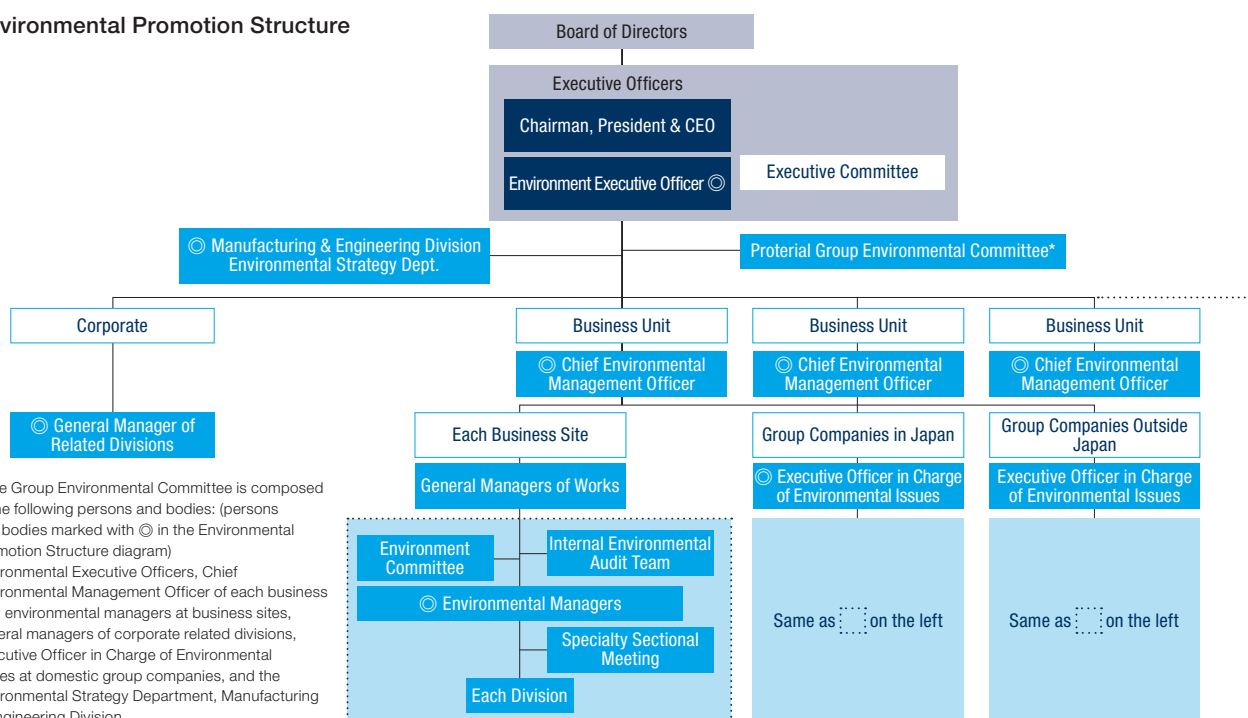 vironmental Promotion Structure
Board of Directors
Executive Officers
Chairman, President & CEO
Environment Executive Officer ◎
Executive Committee
◎ Manufacturing & Engineering Division
Environmental Strategy Dept.
Proterial Group Environmental Committee*
Corporate
Business Unit
Business Unit
Business Unit
◎ Chief Environmental
Management Officer
◎ Chief Environmental
Management Officer
◎ Chief Environmental
Management Officer
◎ General Manager of
Related Divisions
Each Business Site
Group Companies in Japan
Group Companies Outside
Japan
General Managers of Works
◎ Executive Officer in Charge
of Environmental Issues
Executive Officer in Charge
of Environmental Issues
Environment
Committee
Internal Environmental
Audit Team
◎ Environmental Managers
Specialty Sectional
Meeting
Each Division
Same as on the left
Same as on the left
e Group Environmental Committee is composed
he following persons and bodies: (persons
bodies marked with ◎ in the Environmental
motion Structure diagram)
ironmental Executive Officers, Chief
ironmental Management Officer of each business
environmental managers at business sites,
eral managers of corporate related divisions,
cutive Officer in Charge of Environmental
es at domestic group companies, and the
ironmental Strategy Department, Manufacturing
ngineering Division